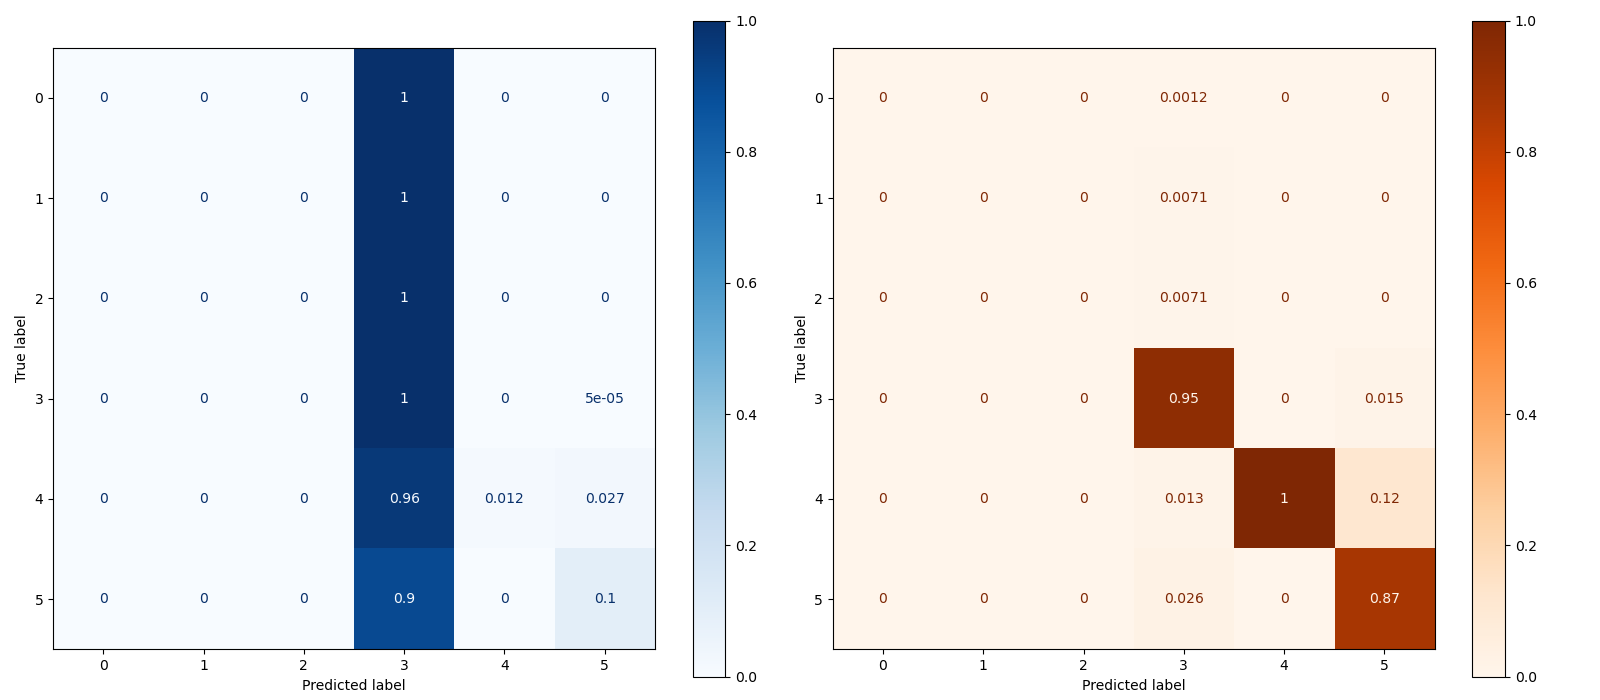 1.0
0 0 0 0 1 0 0
1 0 0 0 1 0 0
0.8
2 0 0 0 1 0 0
0.6
True label
3 0 0 0 1 0 5e-05
0.4
4 0 0 0 0.96 0.012 0.027
0.2
5 0 0 0 0.9 0 0.1
0.0
0 1 2 3 4 5
Predicted label
1.0
0 0 0 0 0.0012 0 0
0.8
1 0 0 0 0.0071 0 0
2 0 0 0 0.0071 0 0
0.6
True label
3 0 0 0 0.95 0 0.015
0.4
4 0 0 0 0.013 1 0.12
0.2
5 0 0 0 0.026 0 0.87
0.0
0 1 2 3 4 5
Predicted label